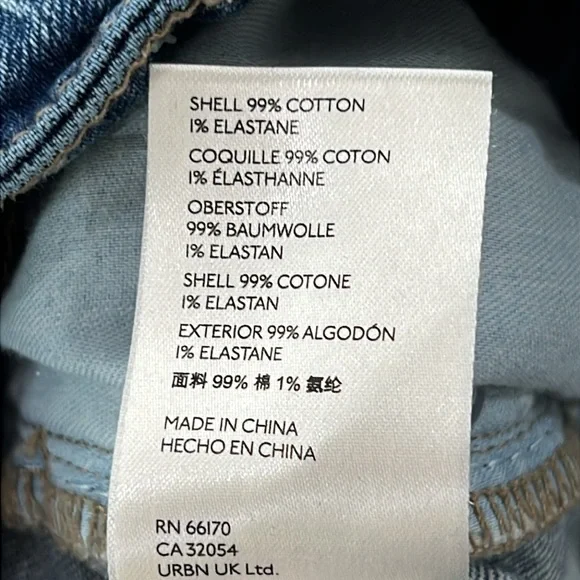 SHELL 99% COTTON
1% ELASTANE
COQUILLE 99% COTON
1% ÉLASTHANNE
OBERSTOFF
99% BAUMWOLLE
1% ELASTAN
SHELL 99% COTONE
1% ELASTAN
EXTERIOR 99% ALGODÓN
1% ELASTANE
面料 99% 棉 1% 氨纶
MADE IN CHINA
HECHO EN CHINA
RN 66170
CA 32054
URBN UK Ltd.